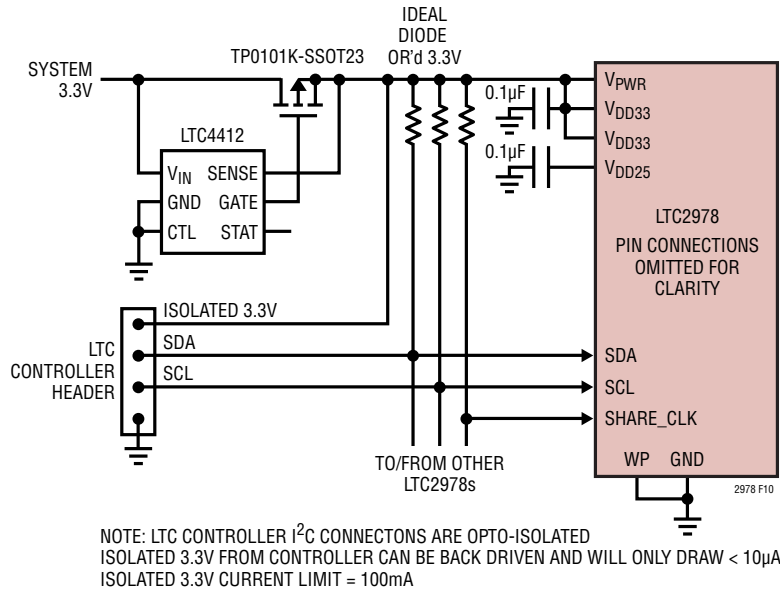 IDEAL
DIODE
OR'd 3.3V
TP0101K-SSOT23
SYSTEM
3.3V
LTC4412
VIN SENSE
GND GATE
CTL STAT
0.1µF
0.1µF
VPWR
VDD33
VDD33
VDD25
LTC2978
PIN CONNECTIONS
OMITTED FOR
CLARITY
ISOLATED 3.3V
SDA
SCL
LTC
CONTROLLER
HEADER
SDA
SCL
SHARE_CLK
WP GND
TO/FROM OTHER
LTC2978s
2978 F10
NOTE: LTC CONTROLLER I²C CONNECTONS ARE OPTO-ISOLATED
ISOLATED 3.3V FROM CONTROLLER CAN BE BACK DRIVEN AND WILL ONLY DRAW < 10µA
ISOLATED 3.3V CURRENT LIMIT = 100mA